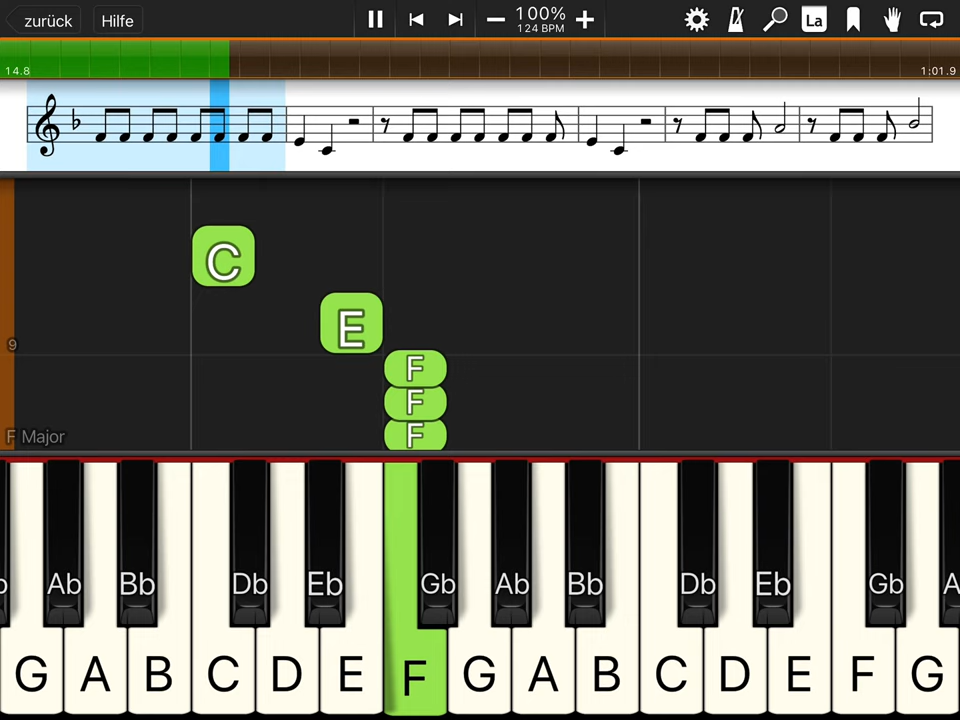 zurück Hilfe 100% La
124 BPM
14.8 1:01.9
C
E
9
F
F
F Major F
Ab Bb Db Eb Gb Ab Bb Db Eb Gb
G A B C D E F G A B C D E F G